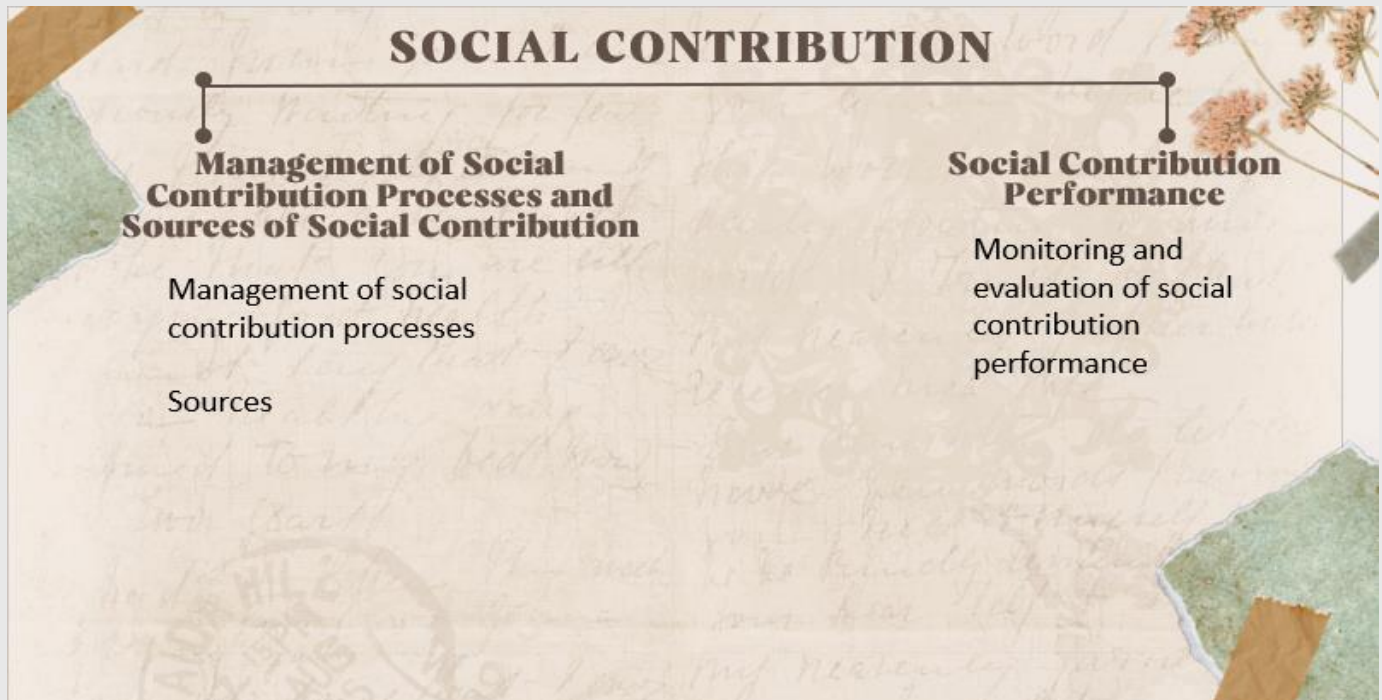 SOCIAL CONTRIBUTION
Management of Social
Contribution Processes and
Sources of Social Contribution
Management of social
contribution processes
Sources
Social Contribution
Performance
Monitoring and
evaluation of social
contribution
performance